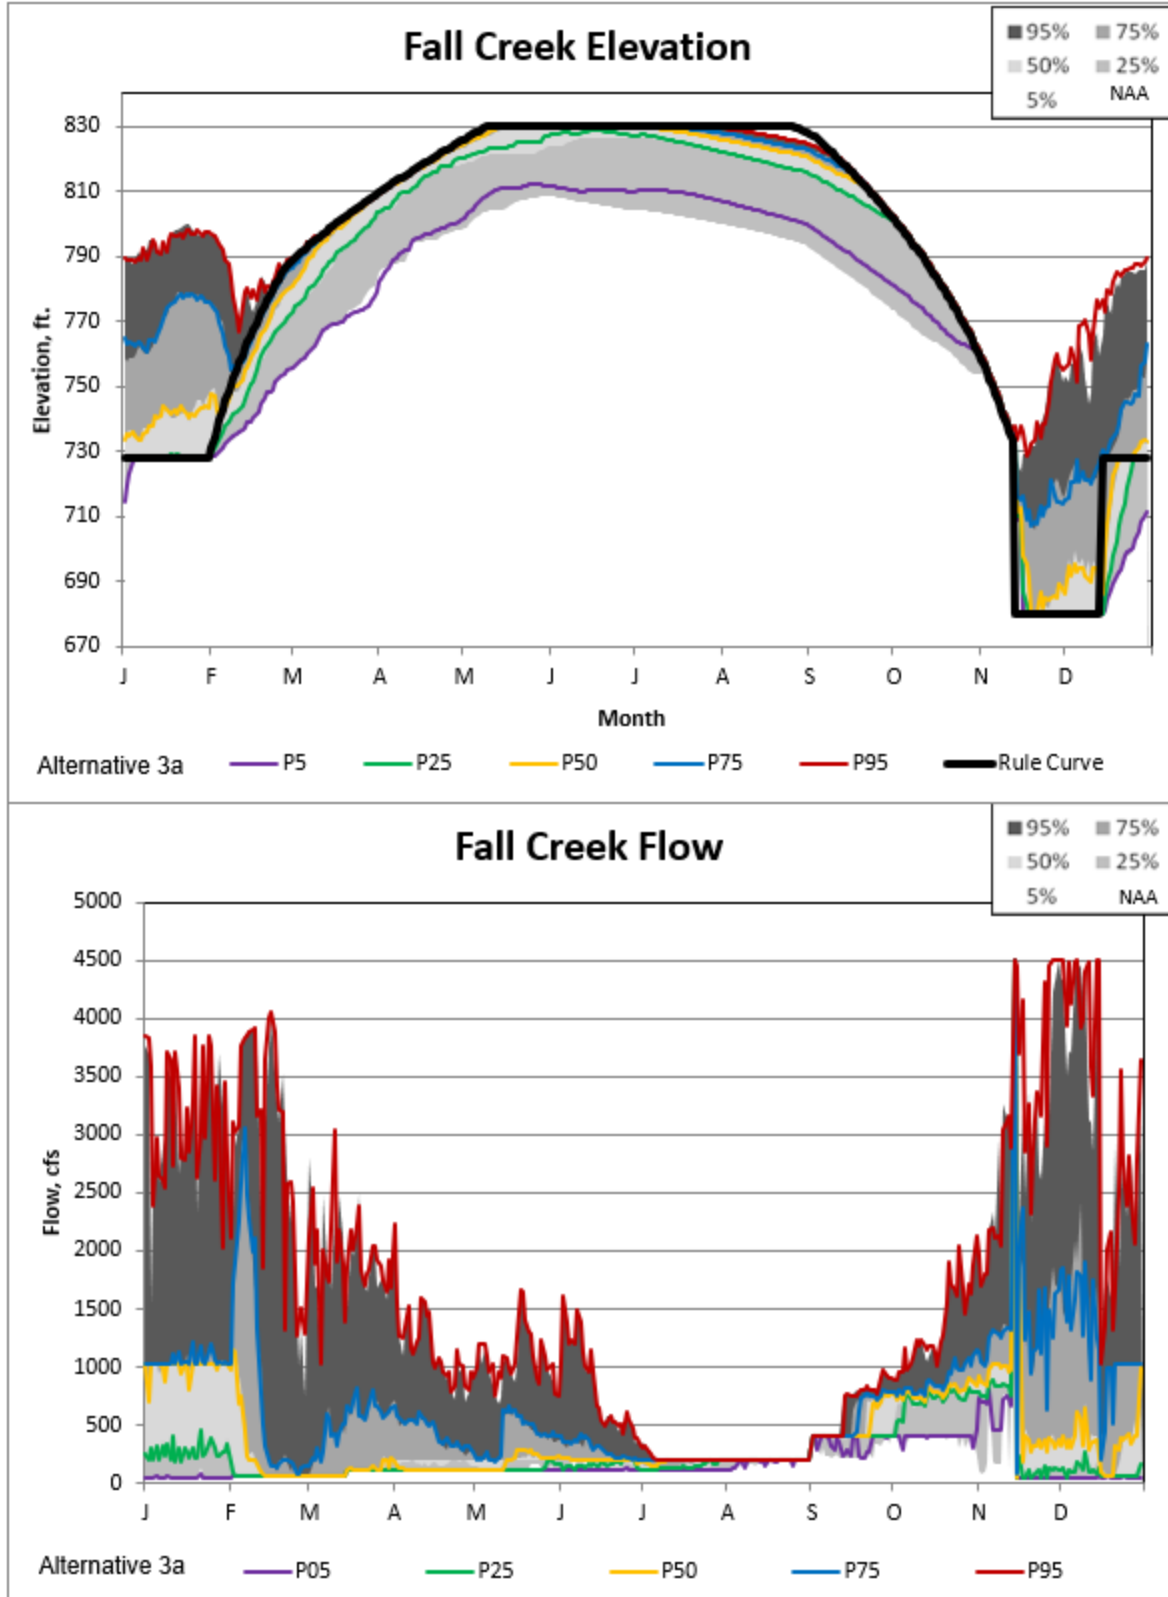 Fall Creek Elevation
95% 75%
50% 25%
5% NAA
830
810
790
770
750
730
710
690
670
Elevation, ft.
J F M A M J J A S O N D
Month
Alternative 3a P5 P25 P50 P75 P95 Rule Curve
Fall Creek Flow
95% 75%
50% 25%
5% NAA
5000
4500
4000
3500
3000
2500
2000
1500
1000
500
0
Flow, cfs
J F M A M J J A S O N D
Alternative 3a P05 P25 P50 P75 P95